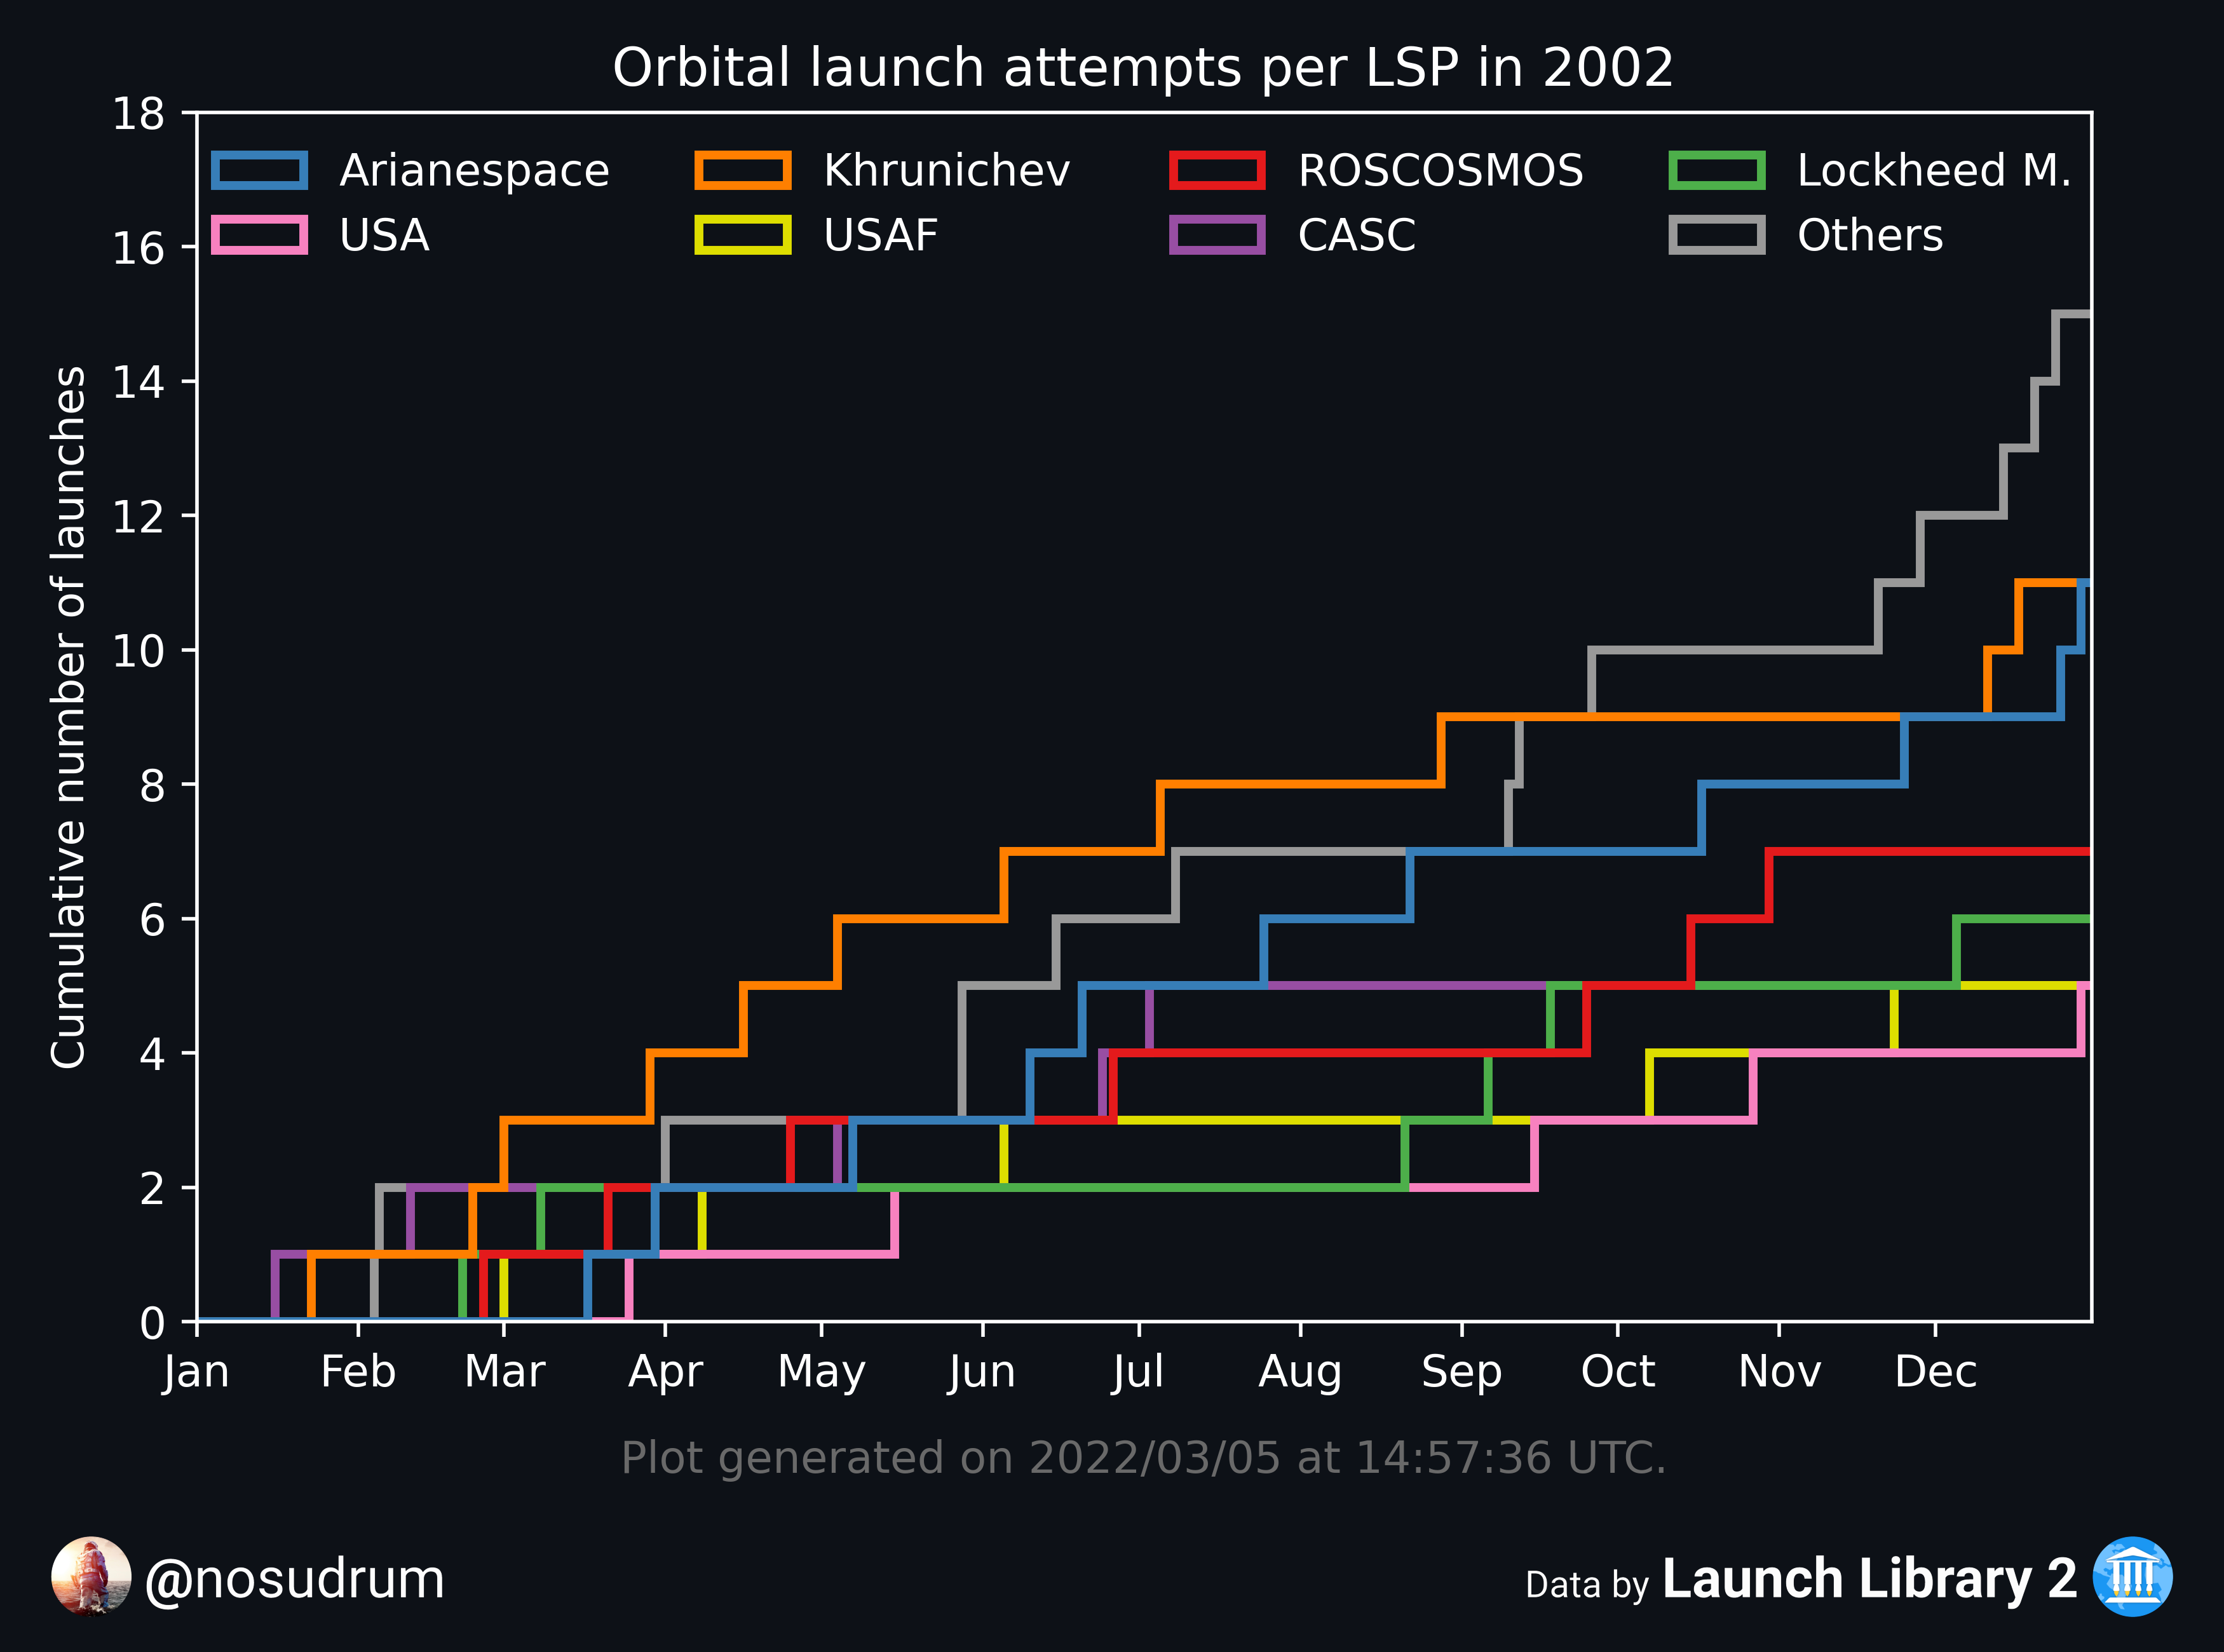 Orbital launch attempts per LSP in 2002
Arianespace Khrunichev ROSCOSMOS Lockheed M.
USA USAF CASC Others
Cumulative number of launches
18
16
14
12
10
8
6
4
2
0
Jan Feb Mar Apr May Jun Jul Aug Sep Oct Nov Dec
Plot generated on 2022/03/05 at 14:57:36 UTC.
@nosudrum
Data by Launch Library 2